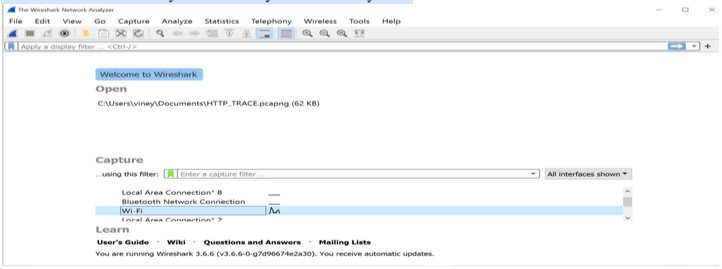 The Wireshark Network Analyzer
File Edit View Go Capture Analyze Statistics Telephony Wireless Tools Help
Apply a display filter ... <Ctrl-/>
Welcome to Wireshark
Open
C:\Users\viney\Documents\HTTP_TRACE.pcapng (62 KB)
Capture
...using this filter: Enter a capture filter ... All interfaces shown
Local Area Connection* 8
Bluetooth Network Connection
Wi-Fi
Local Area Connection* 2
Learn
User's Guide · Wiki · Questions and Answers · Mailing Lists
You are running Wireshark 3.6.6 (v3.6.6-0-g7d96674e2a30). You receive automatic updates.